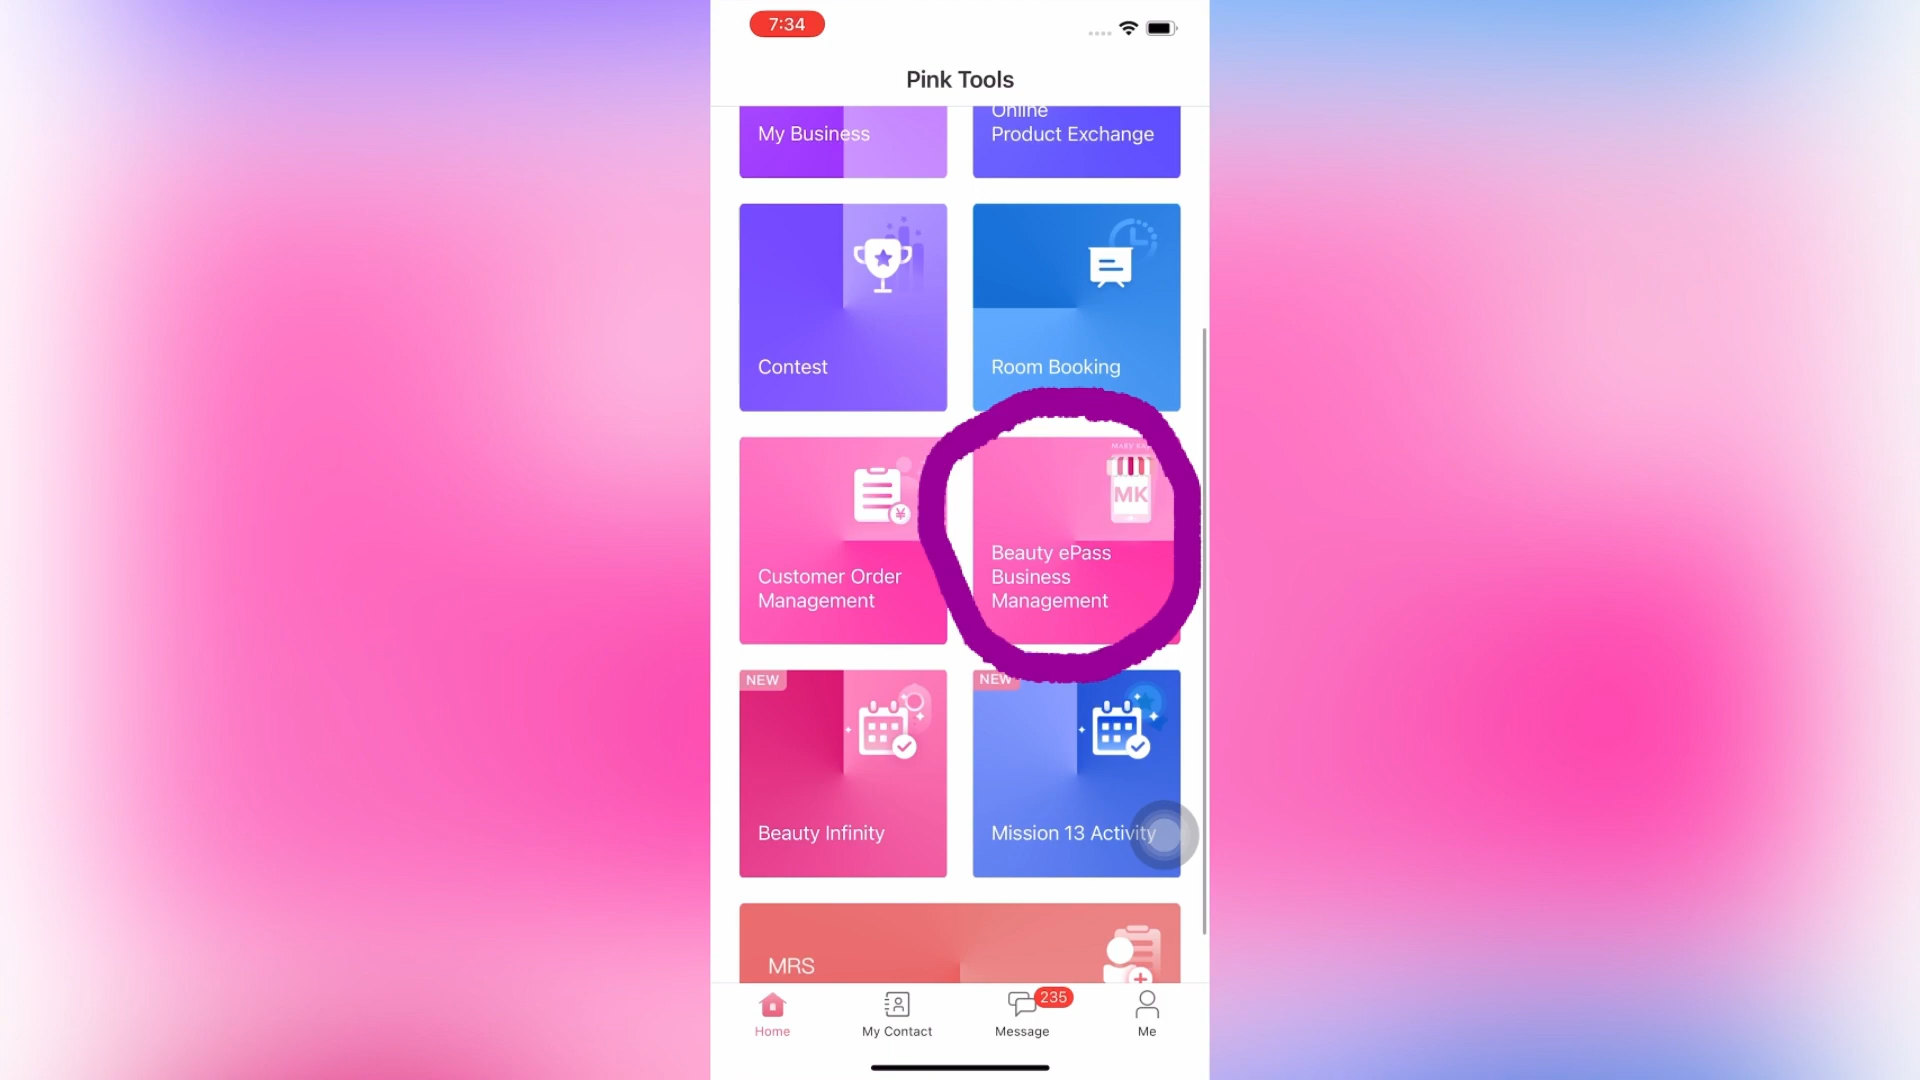 7:34
Pink Tools
My Business
Online
Product Exchange
Contest
Room Booking
Customer Order
Management
MK
Beauty ePass
Business
Management
NEW
Beauty Infinity
NEW
Mission 13 Activity
MRS
Home
My Contact
235
Message
Me